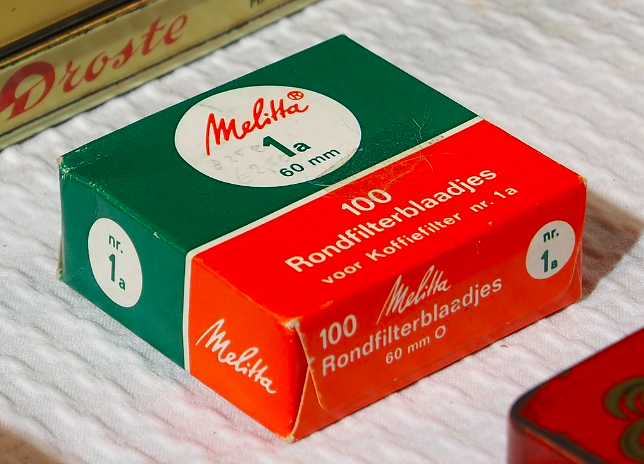 Droste
Melitta®
1a
60 mm
100
Rondfilterblaadjes
voor Koffiefilter nr. 1a
nr.
1a
Melitta
100 Melitta
Rondfilterblaadjes
60 mm O
nr.
1a